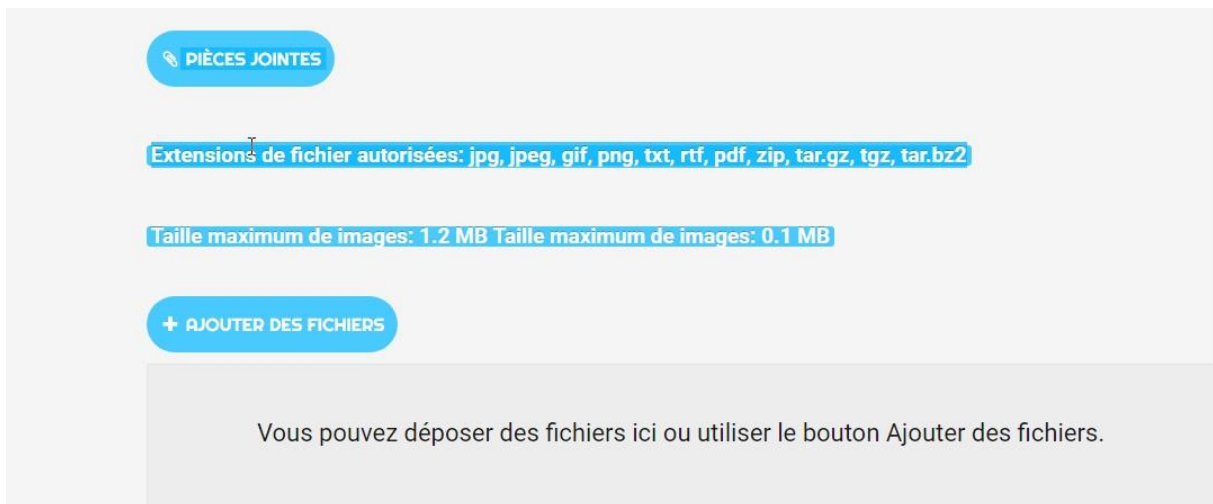 PIÈCES JOINTES
Extensions de fichier autorisées: jpg, jpeg, gif, png, txt, rtf, pdf, zip, tar.gz, tgz, tar.bz2
Taille maximum de images: 1.2 MB Taille maximum de images: 0.1 MB
+ AJOUTER DES FICHIERS
Vous pouvez déposer des fichiers ici ou utiliser le bouton Ajouter des fichiers.